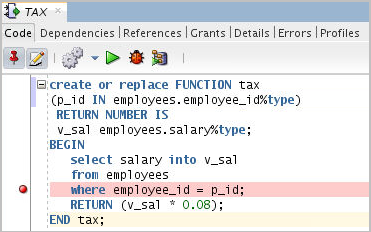 TAX
Code Dependencies References Grants Details Errors Profiles
create or replace FUNCTION tax
(p_id IN employees.employee_id%type)
RETURN NUMBER IS
v_sal employees.salary%type;
BEGIN
select salary into v_sal
from employees
where employee_id = p_id;
RETURN (v_sal * 0.08);
END tax;